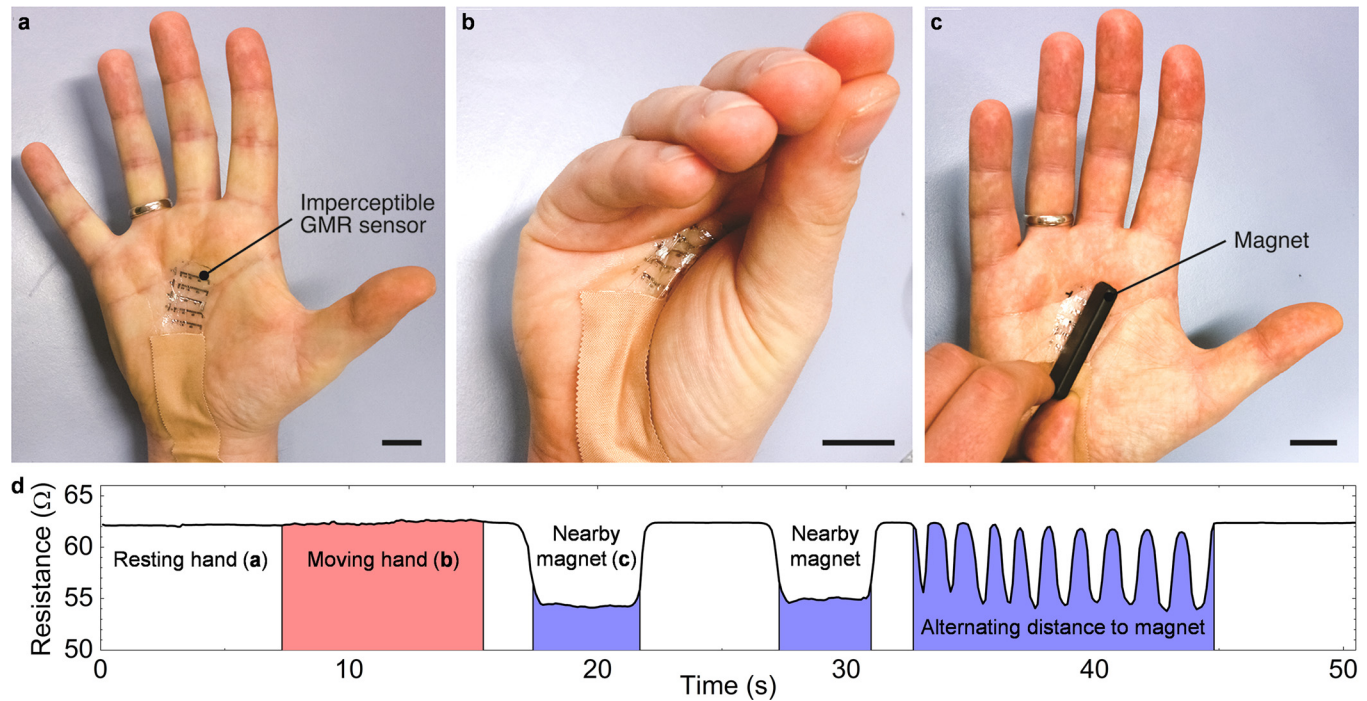 a
b
c
Imperceptible
GMR sensor
Magnet
d
65
60
55
50
Resistance (Ω)
Resting hand (a)
Moving hand (b)
Nearby
magnet (c)
Nearby
magnet
Alternating distance to magnet
0
10
20
30
40
50
Time (s)